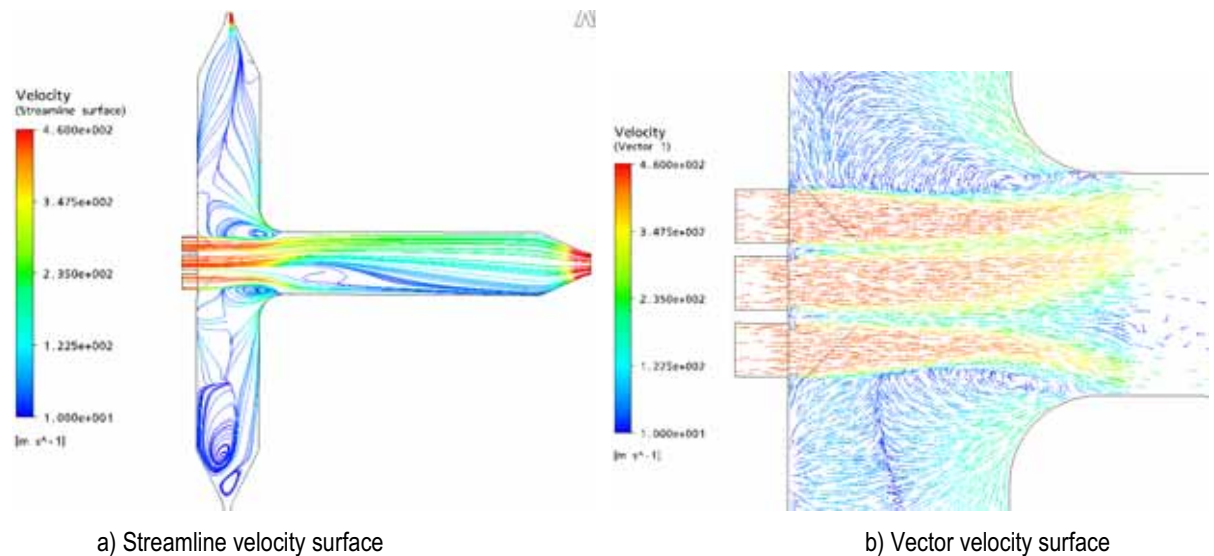 Velocity
(Streamline surface)
4.600e+002
3.475e+002
2.350e+002
1.225e+002
1.000e+001
[m s^-1]
Velocity
(Vector 1)
4.600e+002
3.475e+002
2.350e+002
1.225e+002
1.000e+001
[m s^-1]
a) Streamline velocity surface
b) Vector velocity surface